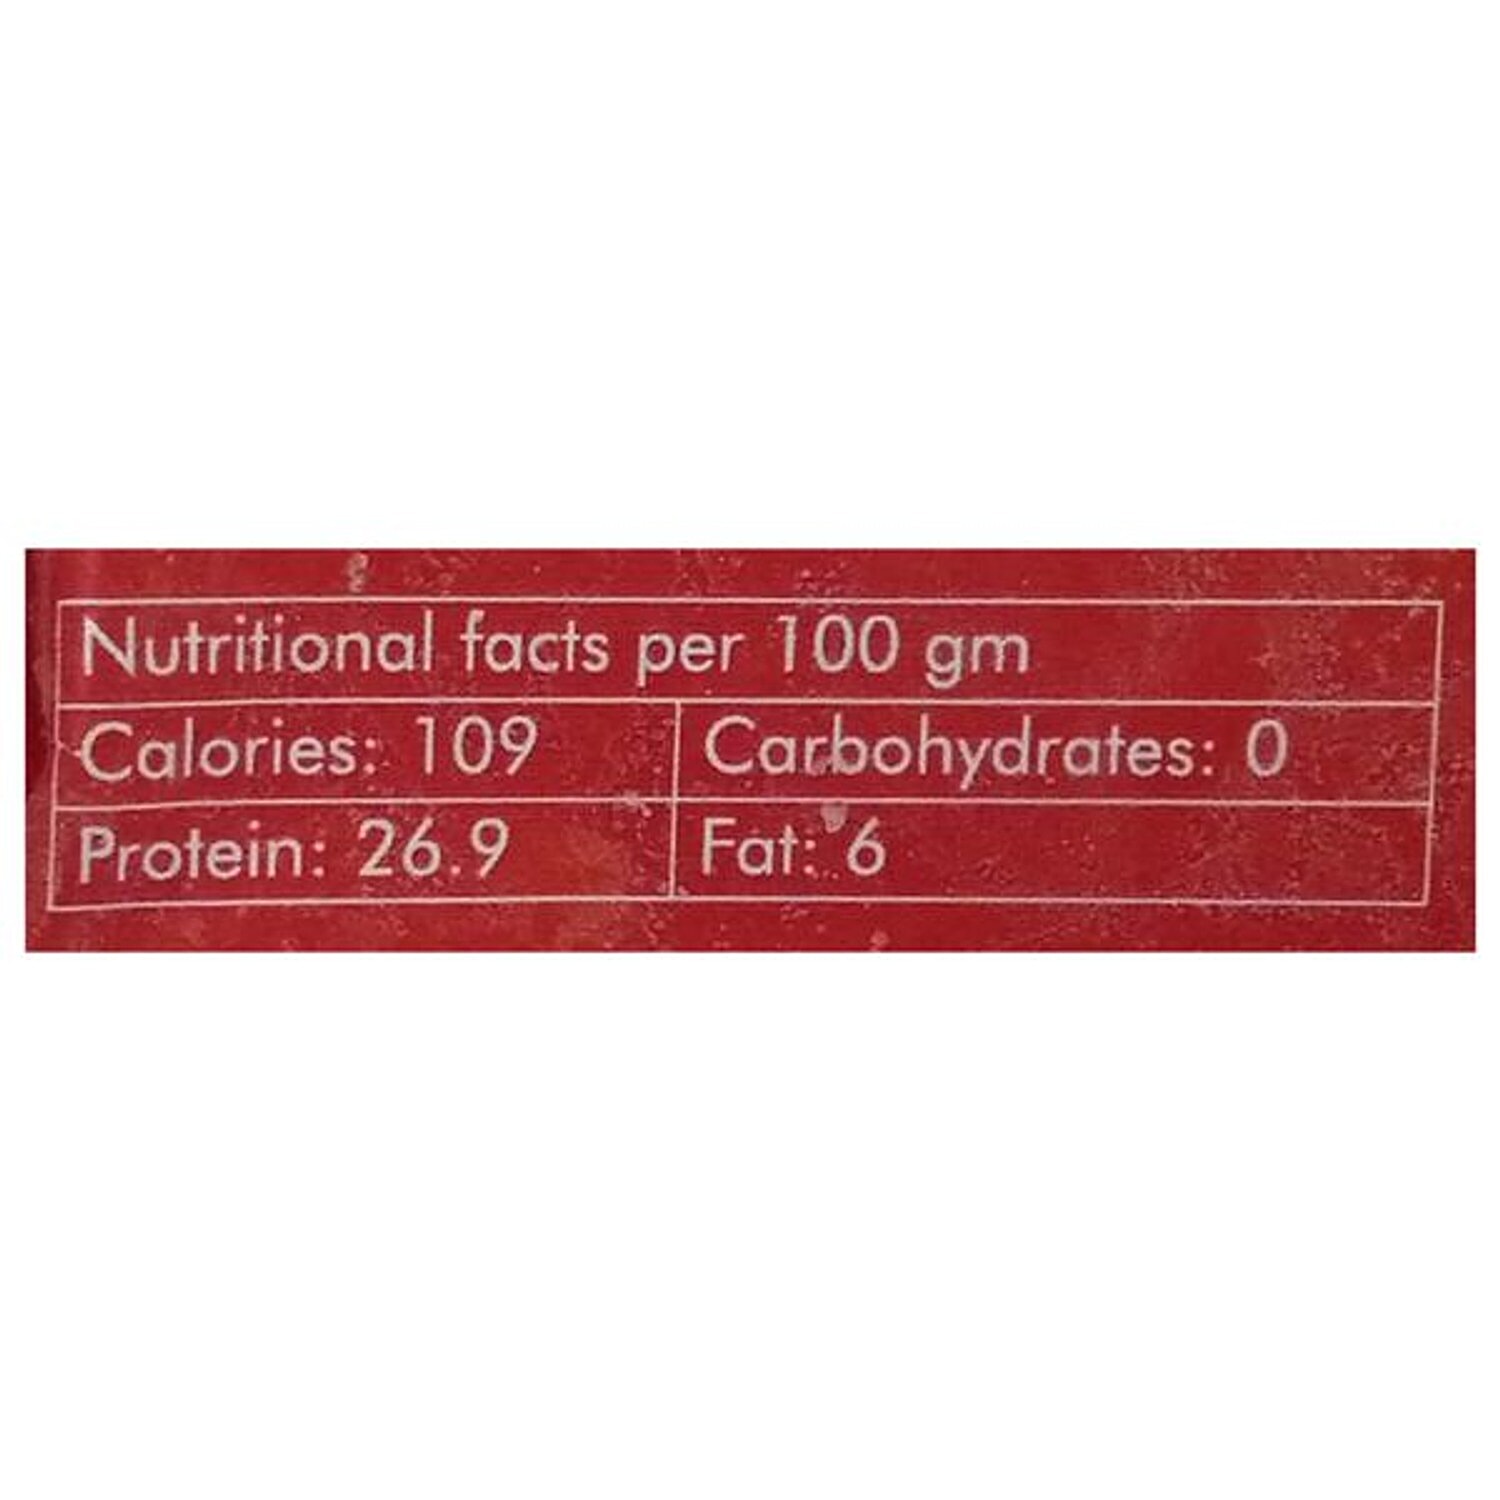 Nutritional facts per 100 gm
Calories: 109 Carbohydrates: 0
Protein: 26.9 Fat: 6